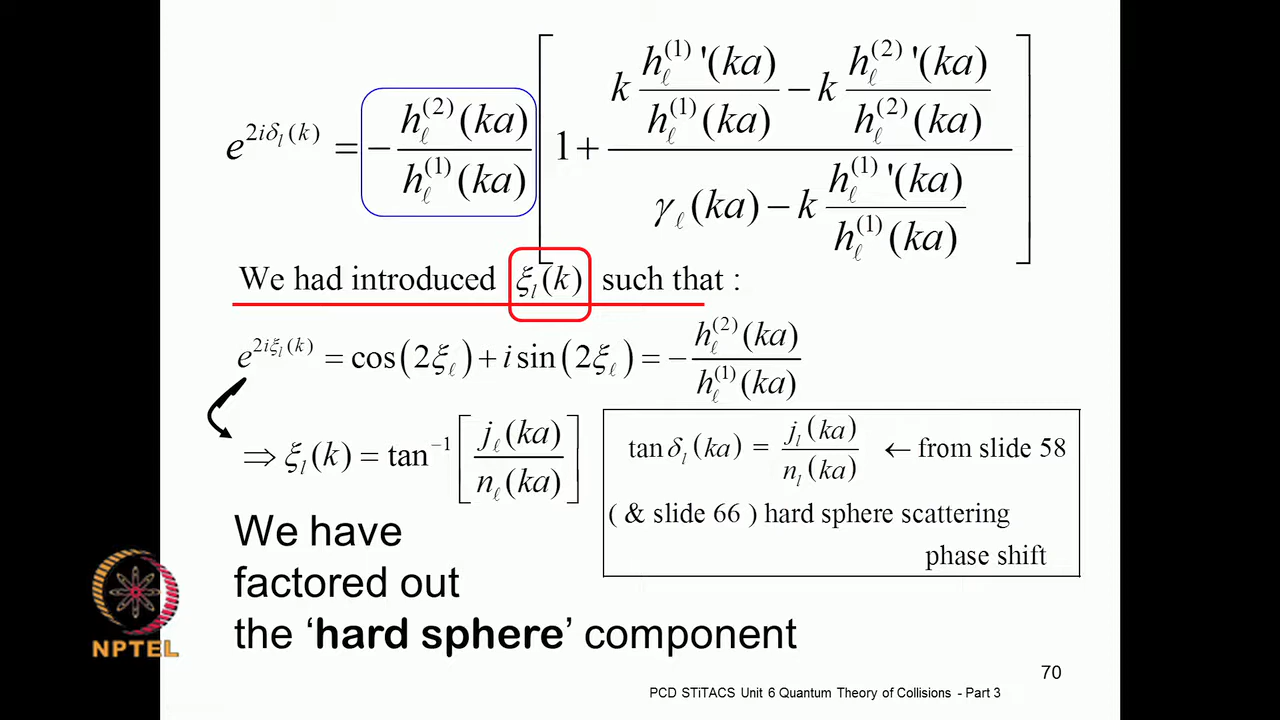 e^{2iδ_l(k)} = − h_ℓ^{(2)}(ka) / h_ℓ^{(1)}(ka) [ 1 + ( k h_ℓ^{(1)}'(ka) / h_ℓ^{(1)}(ka) − k h_ℓ^{(2)}'(ka) / h_ℓ^{(2)}(ka) ) / ( γ_ℓ(ka) − k h_ℓ^{(1)}'(ka) / h_ℓ^{(1)}(ka) ) ]
We had introduced ξ_l(k) such that :
e^{2iξ_l(k)} = cos(2ξ_ℓ) + i sin(2ξ_ℓ) = − h_ℓ^{(2)}(ka) / h_ℓ^{(1)}(ka)
⇒ ξ_l(k) = tan^{−1} [ j_ℓ(ka) / n_ℓ(ka) ]
tan δ_l(ka) = j_l(ka) / n_l(ka) ← from slide 58
( & slide 66 ) hard sphere scattering
phase shift
We have
factored out
the ‘hard sphere’ component
NPTEL
70
PCD STiTACS Unit 6 Quantum Theory of Collisions - Part 3